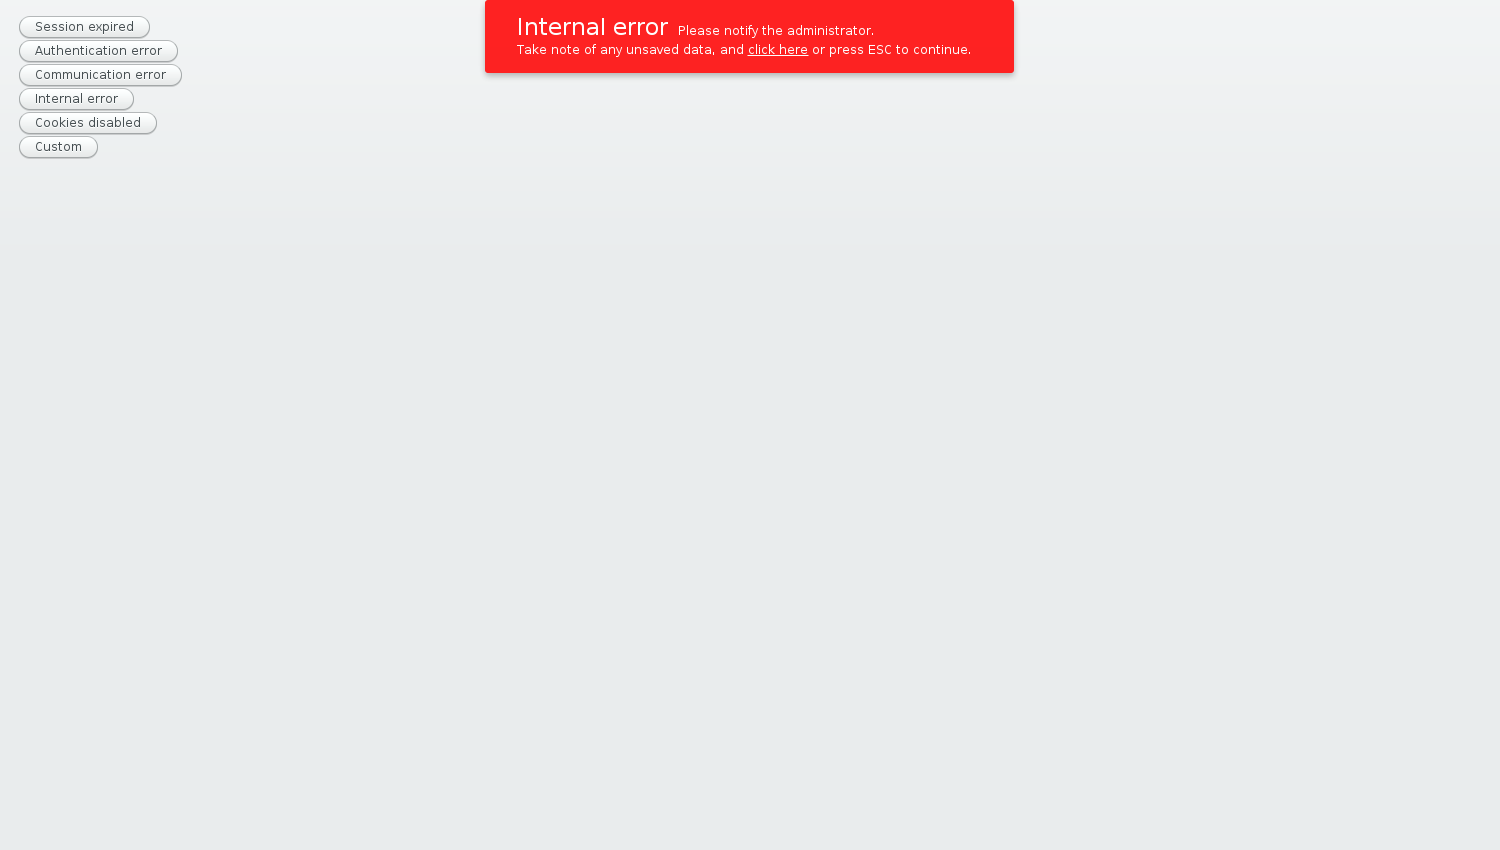 Session expired
Authentication error
Communication error
Internal error
Cookies disabled
Custom
Internal error Please notify the administrator.
Take note of any unsaved data, and click here or press ESC to continue.